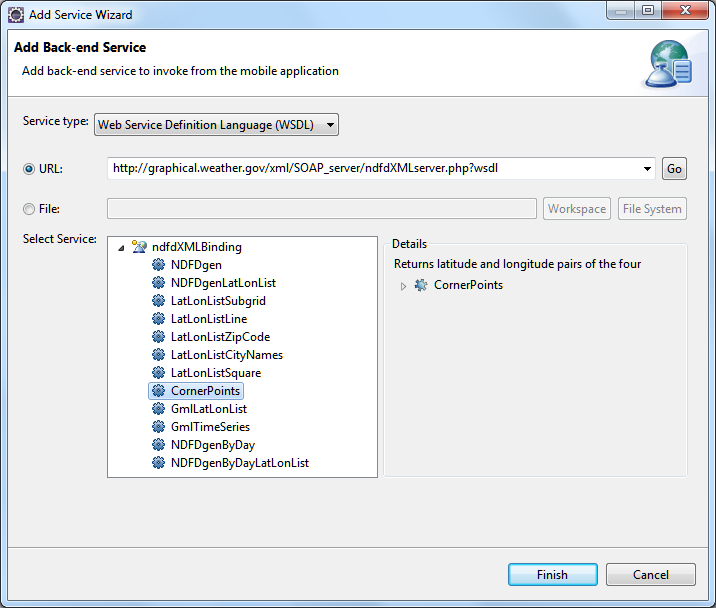 Add Service Wizard
Add Back-end Service
Add back-end service to invoke from the mobile application
Service type: Web Service Definition Language (WSDL)
URL: http://graphical.weather.gov/xml/SOAP_server/ndfdXMLserver.php?wsdl Go
File: Workspace File System
Select Service:
ndfdXMLBinding
NDFDgen
NDFDgenLatLonList
LatLonListSubgrid
LatLonListLine
LatLonListZipCode
LatLonListCityNames
LatLonListSquare
CornerPoints
GmlLatLonList
GmlTimeSeries
NDFDgenByDay
NDFDgenByDayLatLonList
Details
Returns latitude and longitude pairs of the four
CornerPoints
Finish Cancel